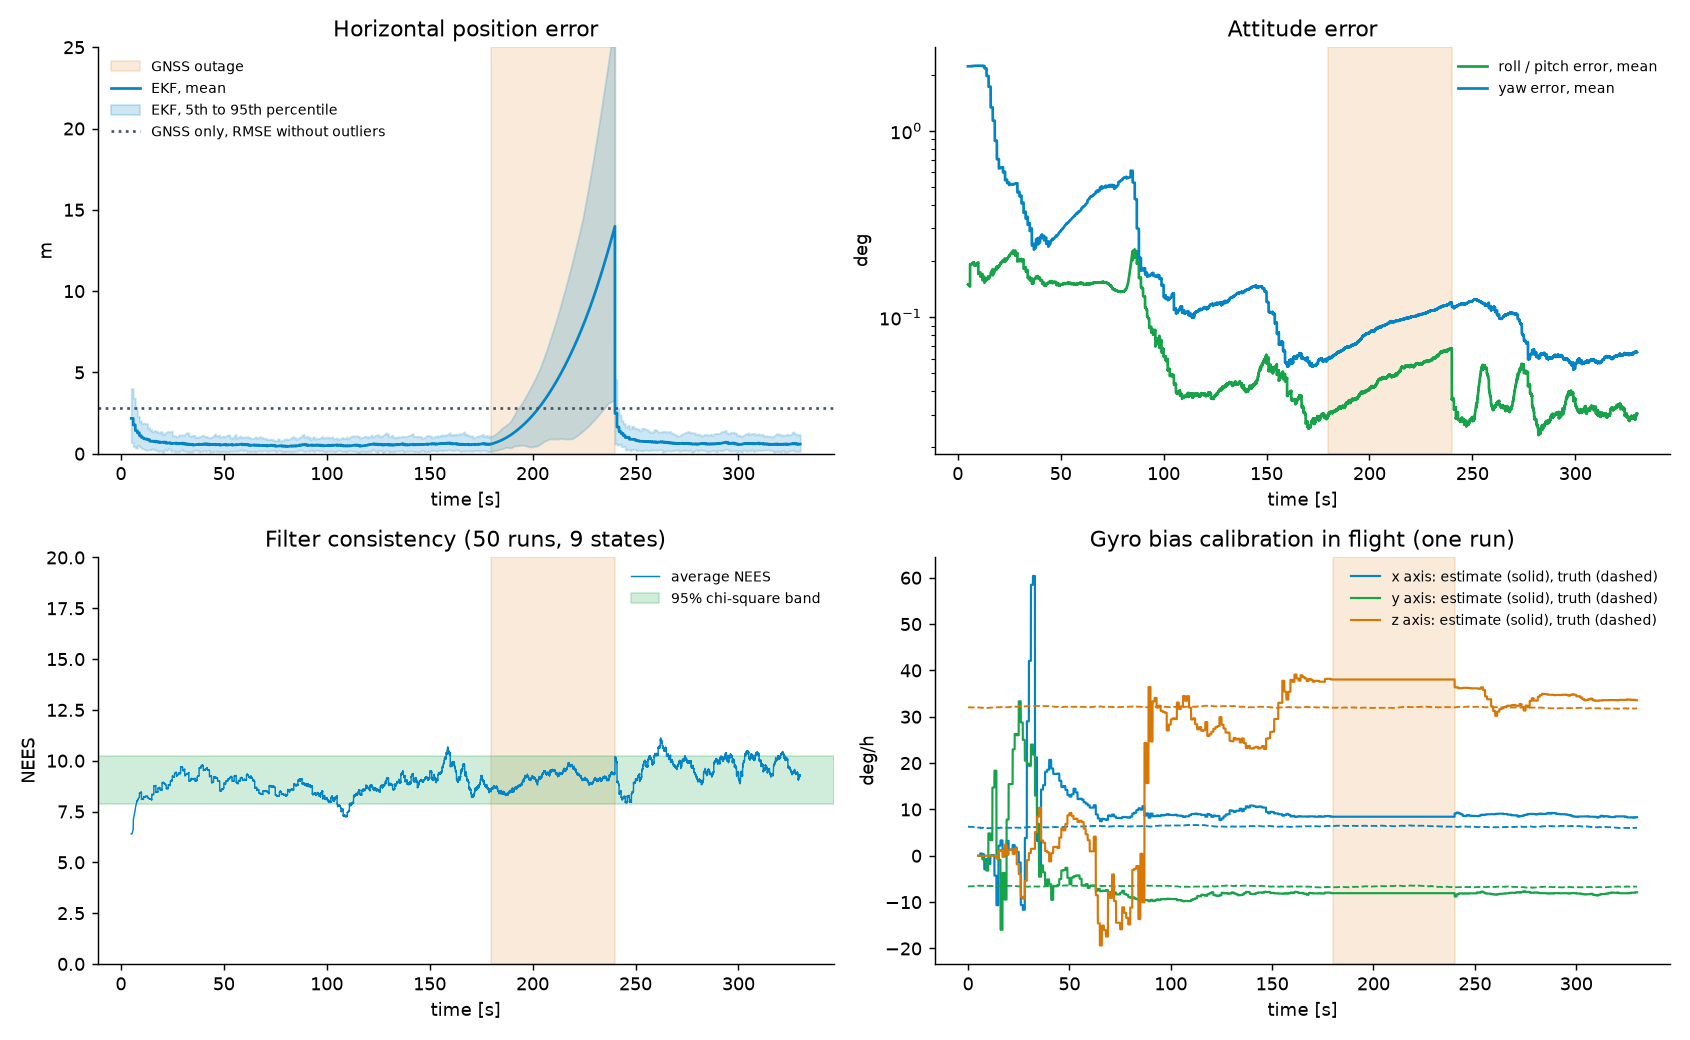 Horizontal position error
25
20
15
10
5
0
m
GNSS outage
EKF, mean
EKF, 5th to 95th percentile
GNSS only, RMSE without outliers
0 50 100 150 200 250 300
time [s]
Attitude error
10⁰
10⁻¹
deg
roll / pitch error, mean
yaw error, mean
0 50 100 150 200 250 300
time [s]
Filter consistency (50 runs, 9 states)
20.0
17.5
15.0
12.5
10.0
7.5
5.0
2.5
0.0
NEES
average NEES
95% chi-square band
0 50 100 150 200 250 300
time [s]
Gyro bias calibration in flight (one run)
60
50
40
30
20
10
0
−10
−20
deg/h
x axis: estimate (solid), truth (dashed)
y axis: estimate (solid), truth (dashed)
z axis: estimate (solid), truth (dashed)
0 50 100 150 200 250 300
time [s]